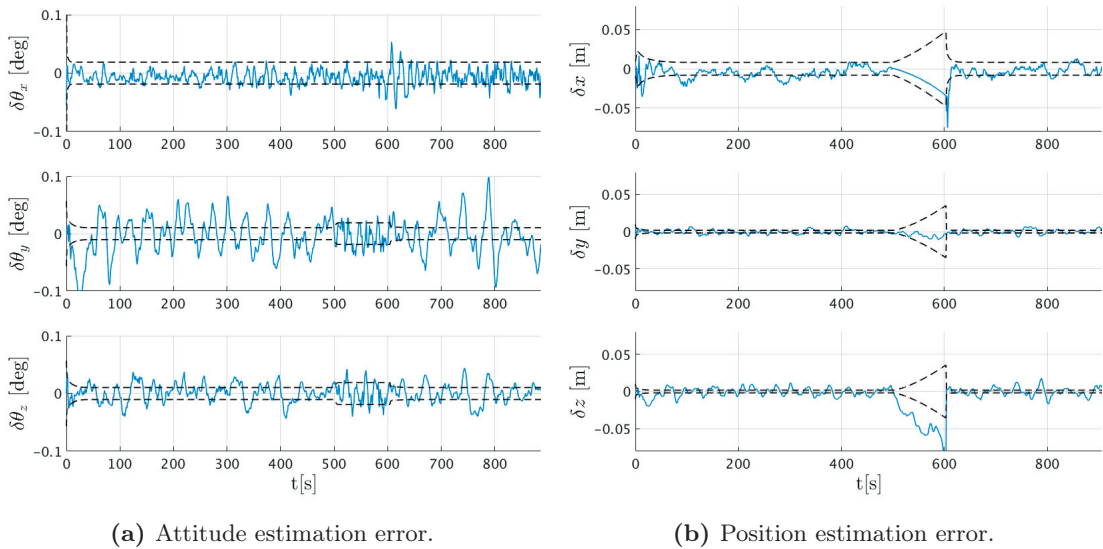 0.1
0
-0.1
δθx [deg]
0 100 200 300 400 500 600 700 800
0.1
0
-0.1
δθy [deg]
0 100 200 300 400 500 600 700 800
0.1
0
-0.1
δθz [deg]
0 100 200 300 400 500 600 700 800
t[s]
(a) Attitude estimation error.
0.05
0
-0.05
δx [m]
0 200 400 600 800
0.05
0
-0.05
δy [m]
0 200 400 600 800
0.05
0
-0.05
δz [m]
0 200 400 600 800
t[s]
(b) Position estimation error.